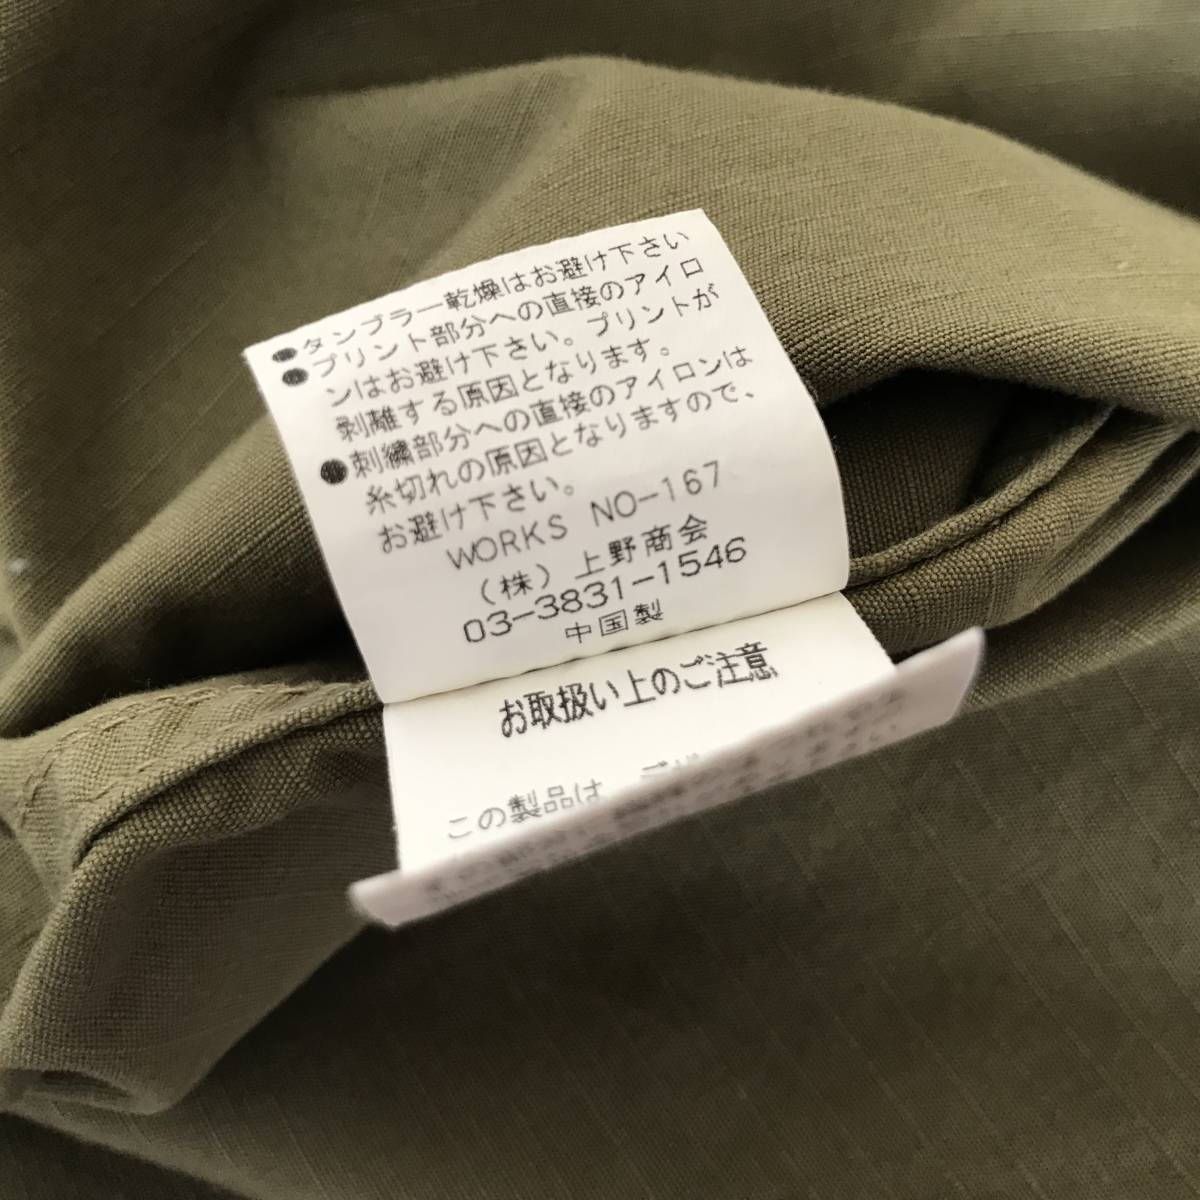 ●タンブラー乾燥はお避け下さい
●プリント部分への直接のアイロ
ンはお避け下さい。プリントが
剥離する原因となります。
●刺繍部分への直接のアイロンは
糸切れの原因となりますので、
お避け下さい。
WORKS NO-167
(株)上野商会
03-3831-1546
中国製
お取扱い上のご注意
この製品は、